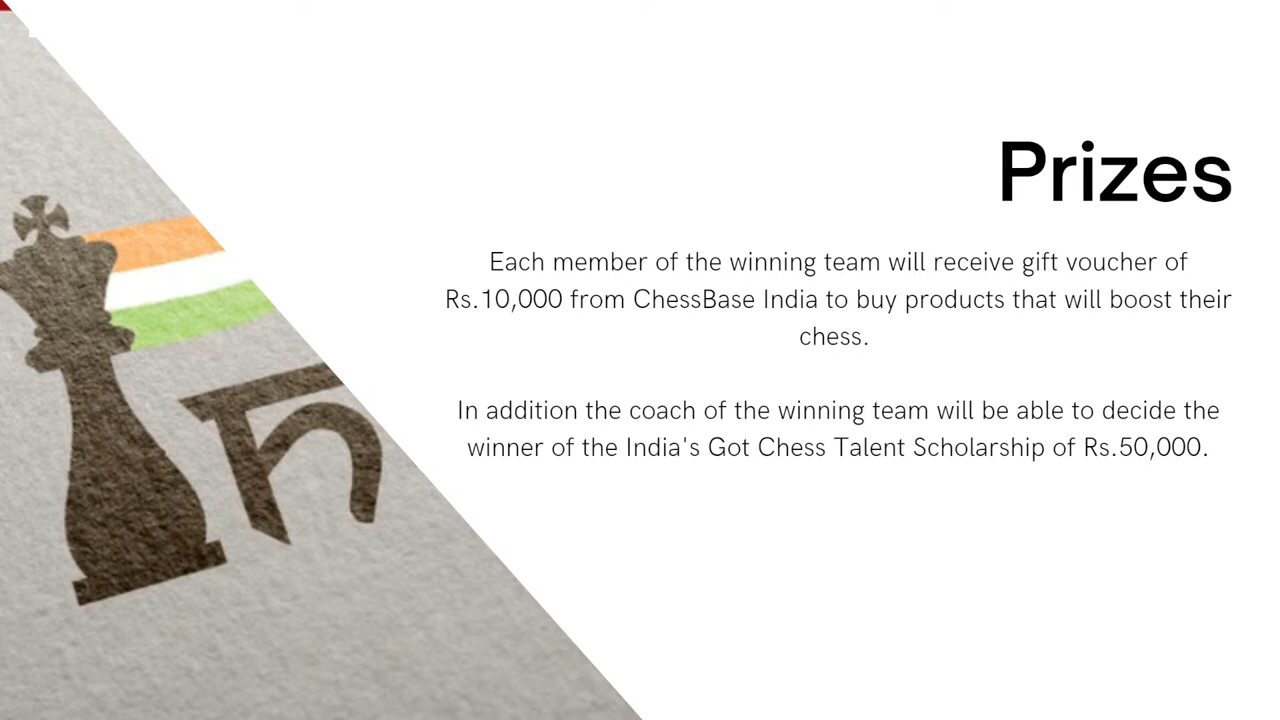 Prizes
Each member of the winning team will receive gift voucher of
Rs.10,000 from ChessBase India to buy products that will boost their
chess.
In addition the coach of the winning team will be able to decide the
winner of the India's Got Chess Talent Scholarship of Rs.50,000.